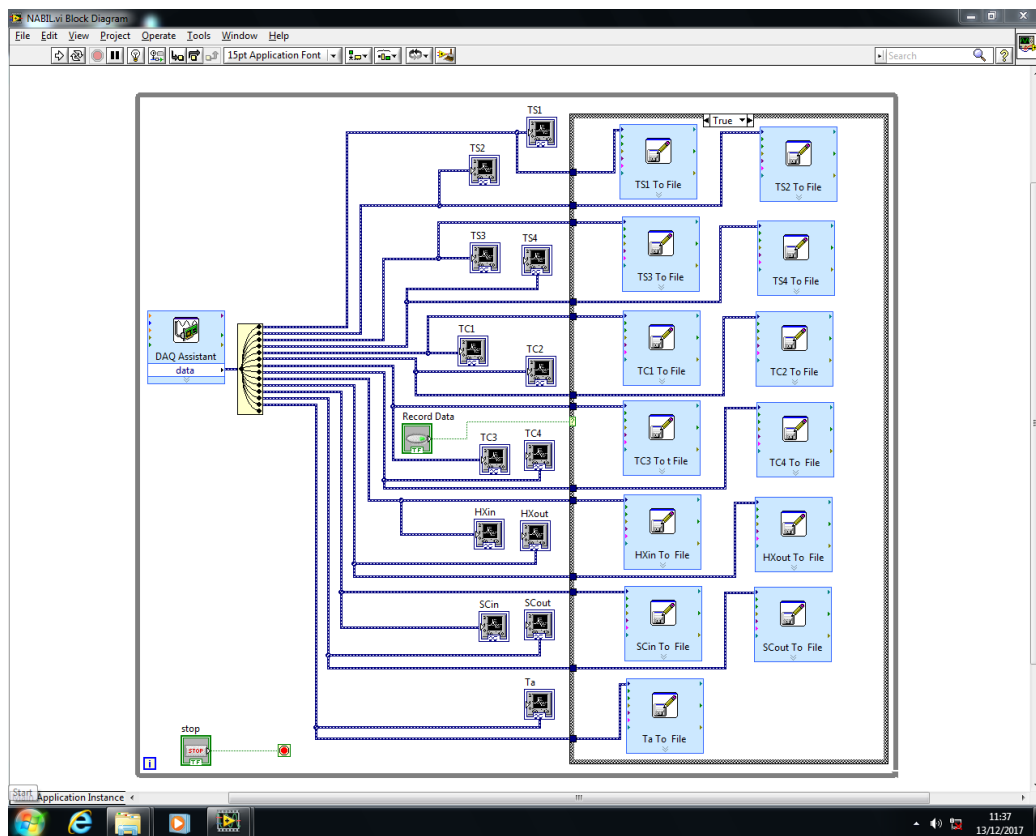 NABIL.vi Block Diagram
File Edit View Project Operate Tools Window Help
15pt Application Font
Search
?
True
TS1
TS2
TS1 To File
TS2 To File
TS3
TS4
TS3 To File
TS4 To File
DAQ Assistant
data
TC1
TC2
TC1 To File
TC2 To File
Record Data
TF
?
TC3
TC4
TC3 To t File
TC4 To File
HXin
HXout
HXin To File
HXout To File
SCin
SCout
SCin To File
SCout To File
Ta
Ta To File
stop
STOP
TF
i
Start
Application Instance
11:37
13/12/2017